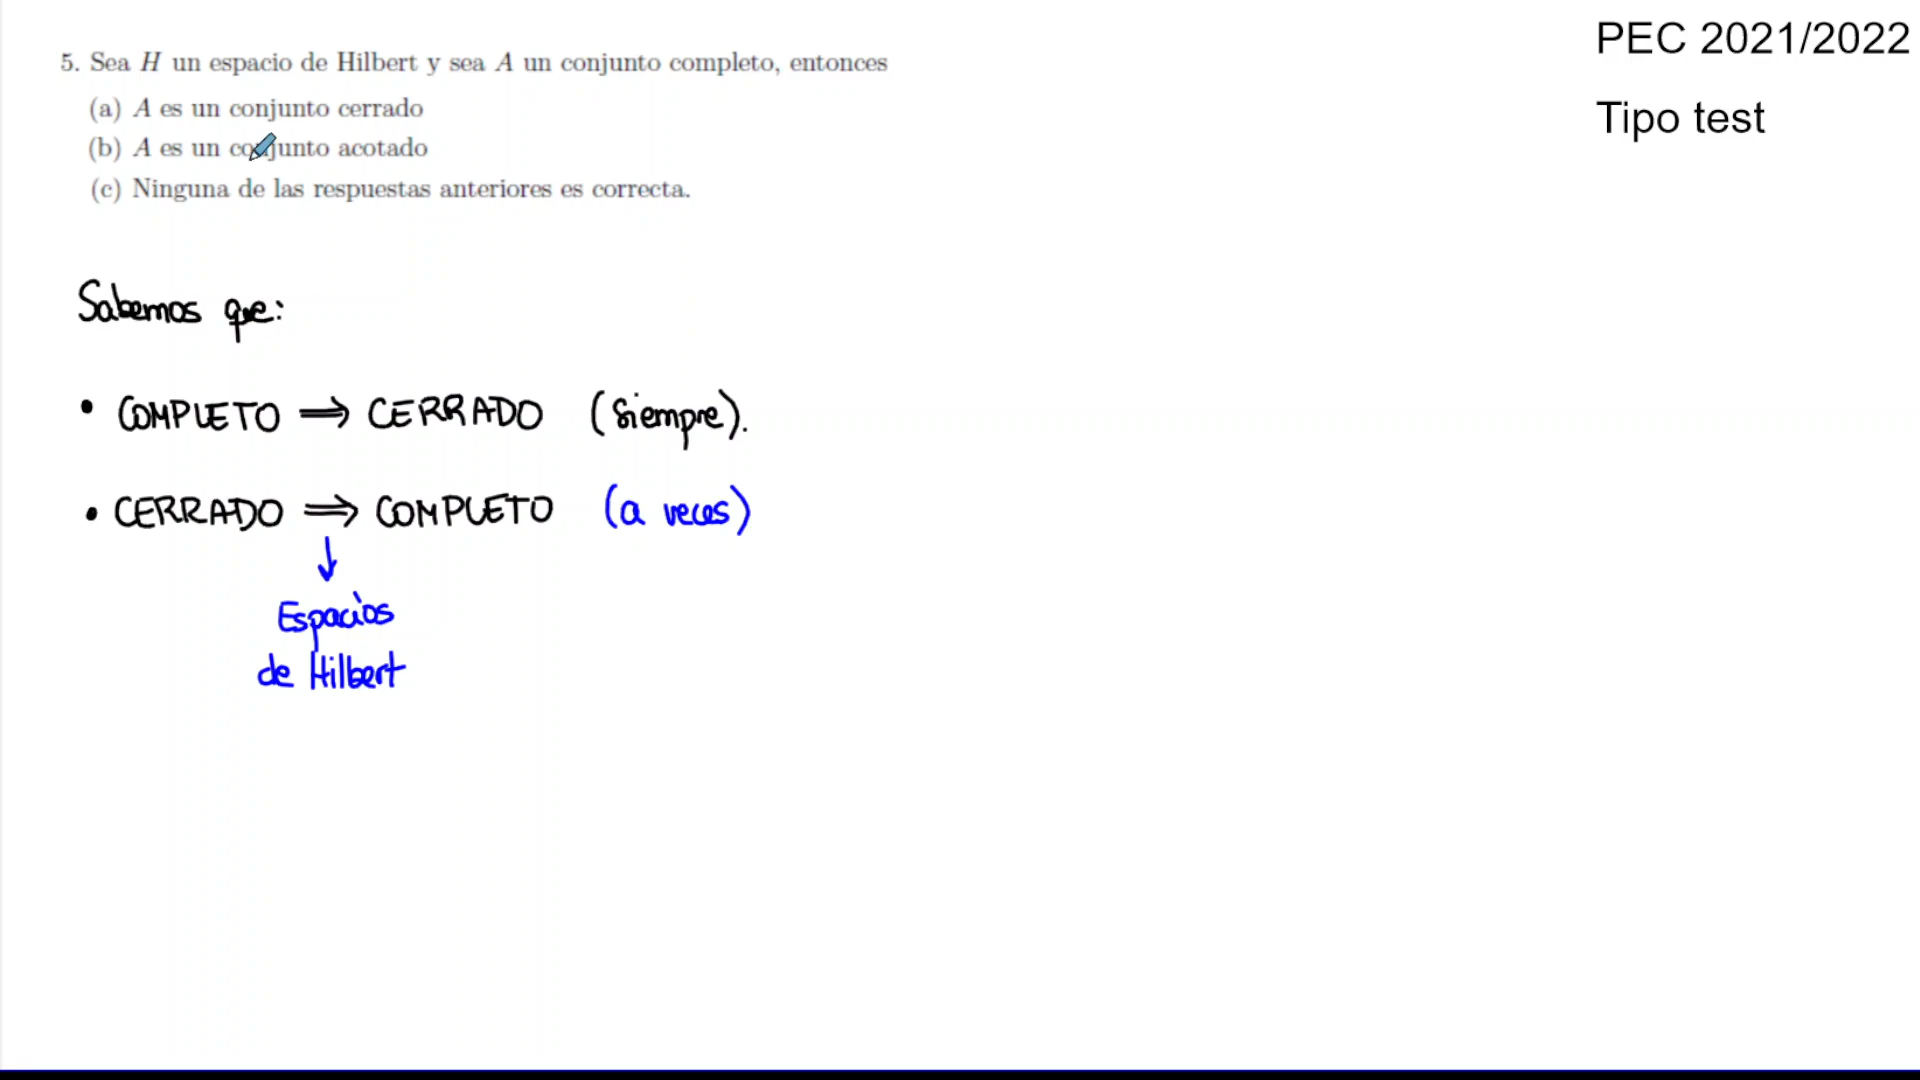 PEC 2021/2022
Tipo test
5. Sea H un espacio de Hilbert y sea A un conjunto completo, entonces
(a) A es un conjunto cerrado
(b) A es un conjunto acotado
(c) Ninguna de las respuestas anteriores es correcta.
Sabemos que:
• COMPLETO ⟹ CERRADO (Siempre).
• CERRADO ⟹ COMPLETO (a veces)
↓
Espacios
de Hilbert